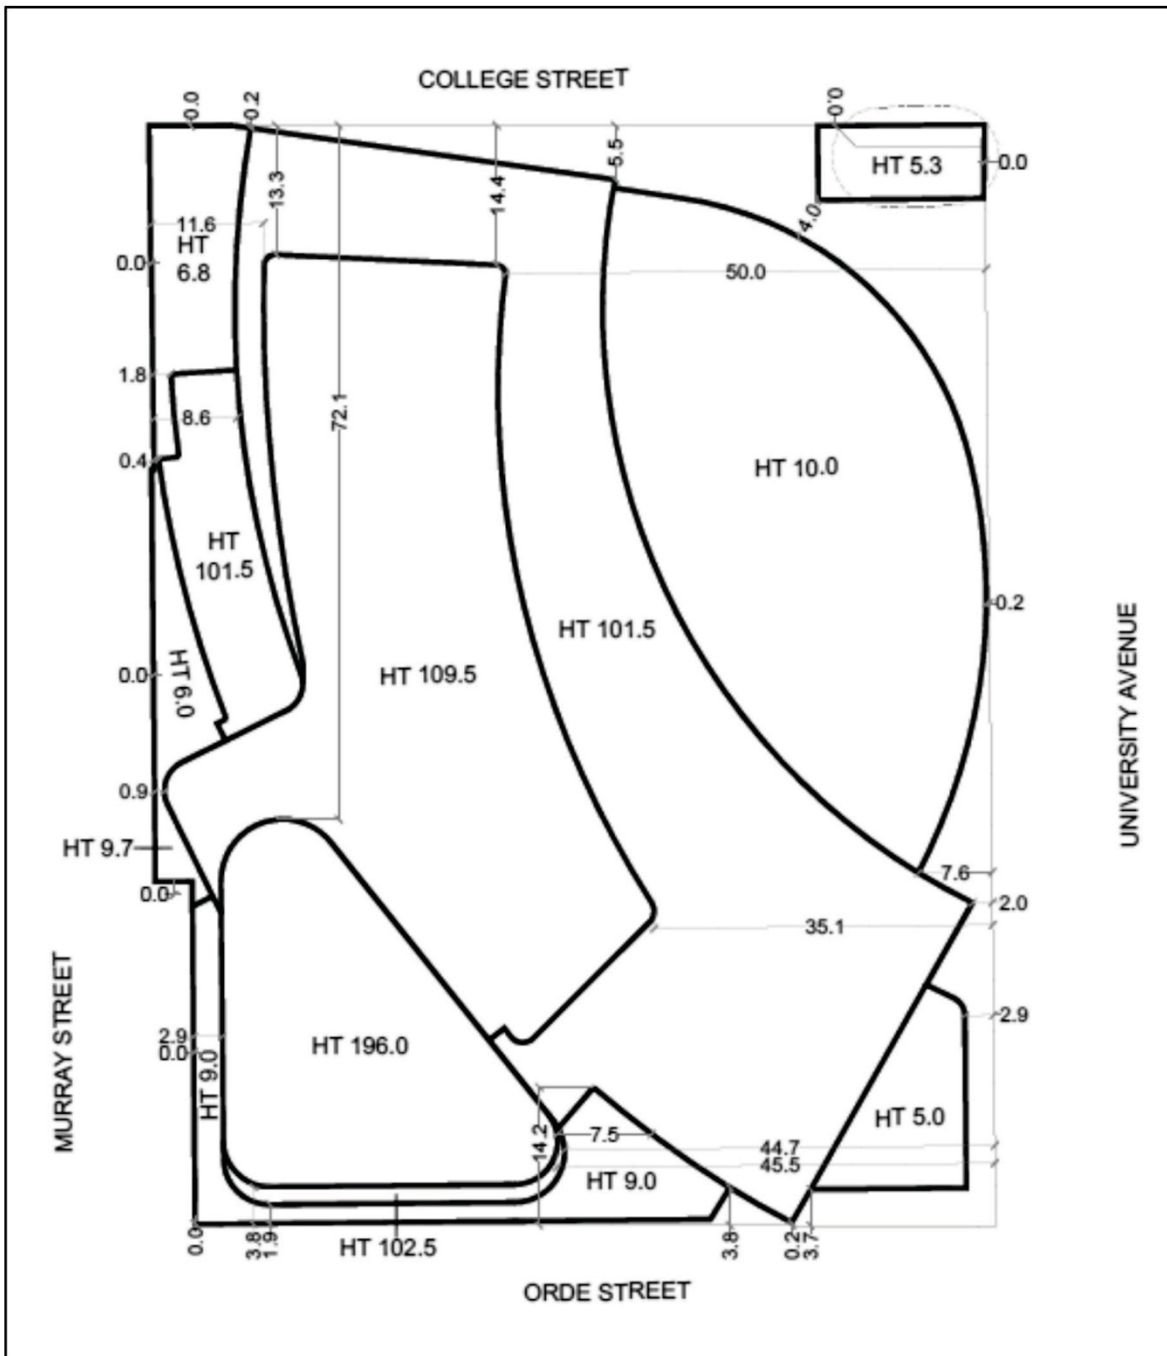 COLLEGE STREET
0.0
0.2
0.0
5.5
HT 5.3
0.0
13.3
14.4
4.0
11.6
HT
6.8
0.0
50.0
1.8
72.1
8.6
0.4
HT 10.0
HT
101.5
0.2
HT 101.5
UNIVERSITY AVENUE
HT 6.0
0.0
HT 109.5
0.9
HT 9.7
7.6
0.0
2.0
35.1
MURRAY STREET
2.9
2.9
0.0
HT 196.0
HT 9.0
HT 5.0
14.2
7.5
44.7
45.5
HT 9.0
0.0
3.8
1.9
HT 102.5
3.8
0.2
3.7
ORDE STREET